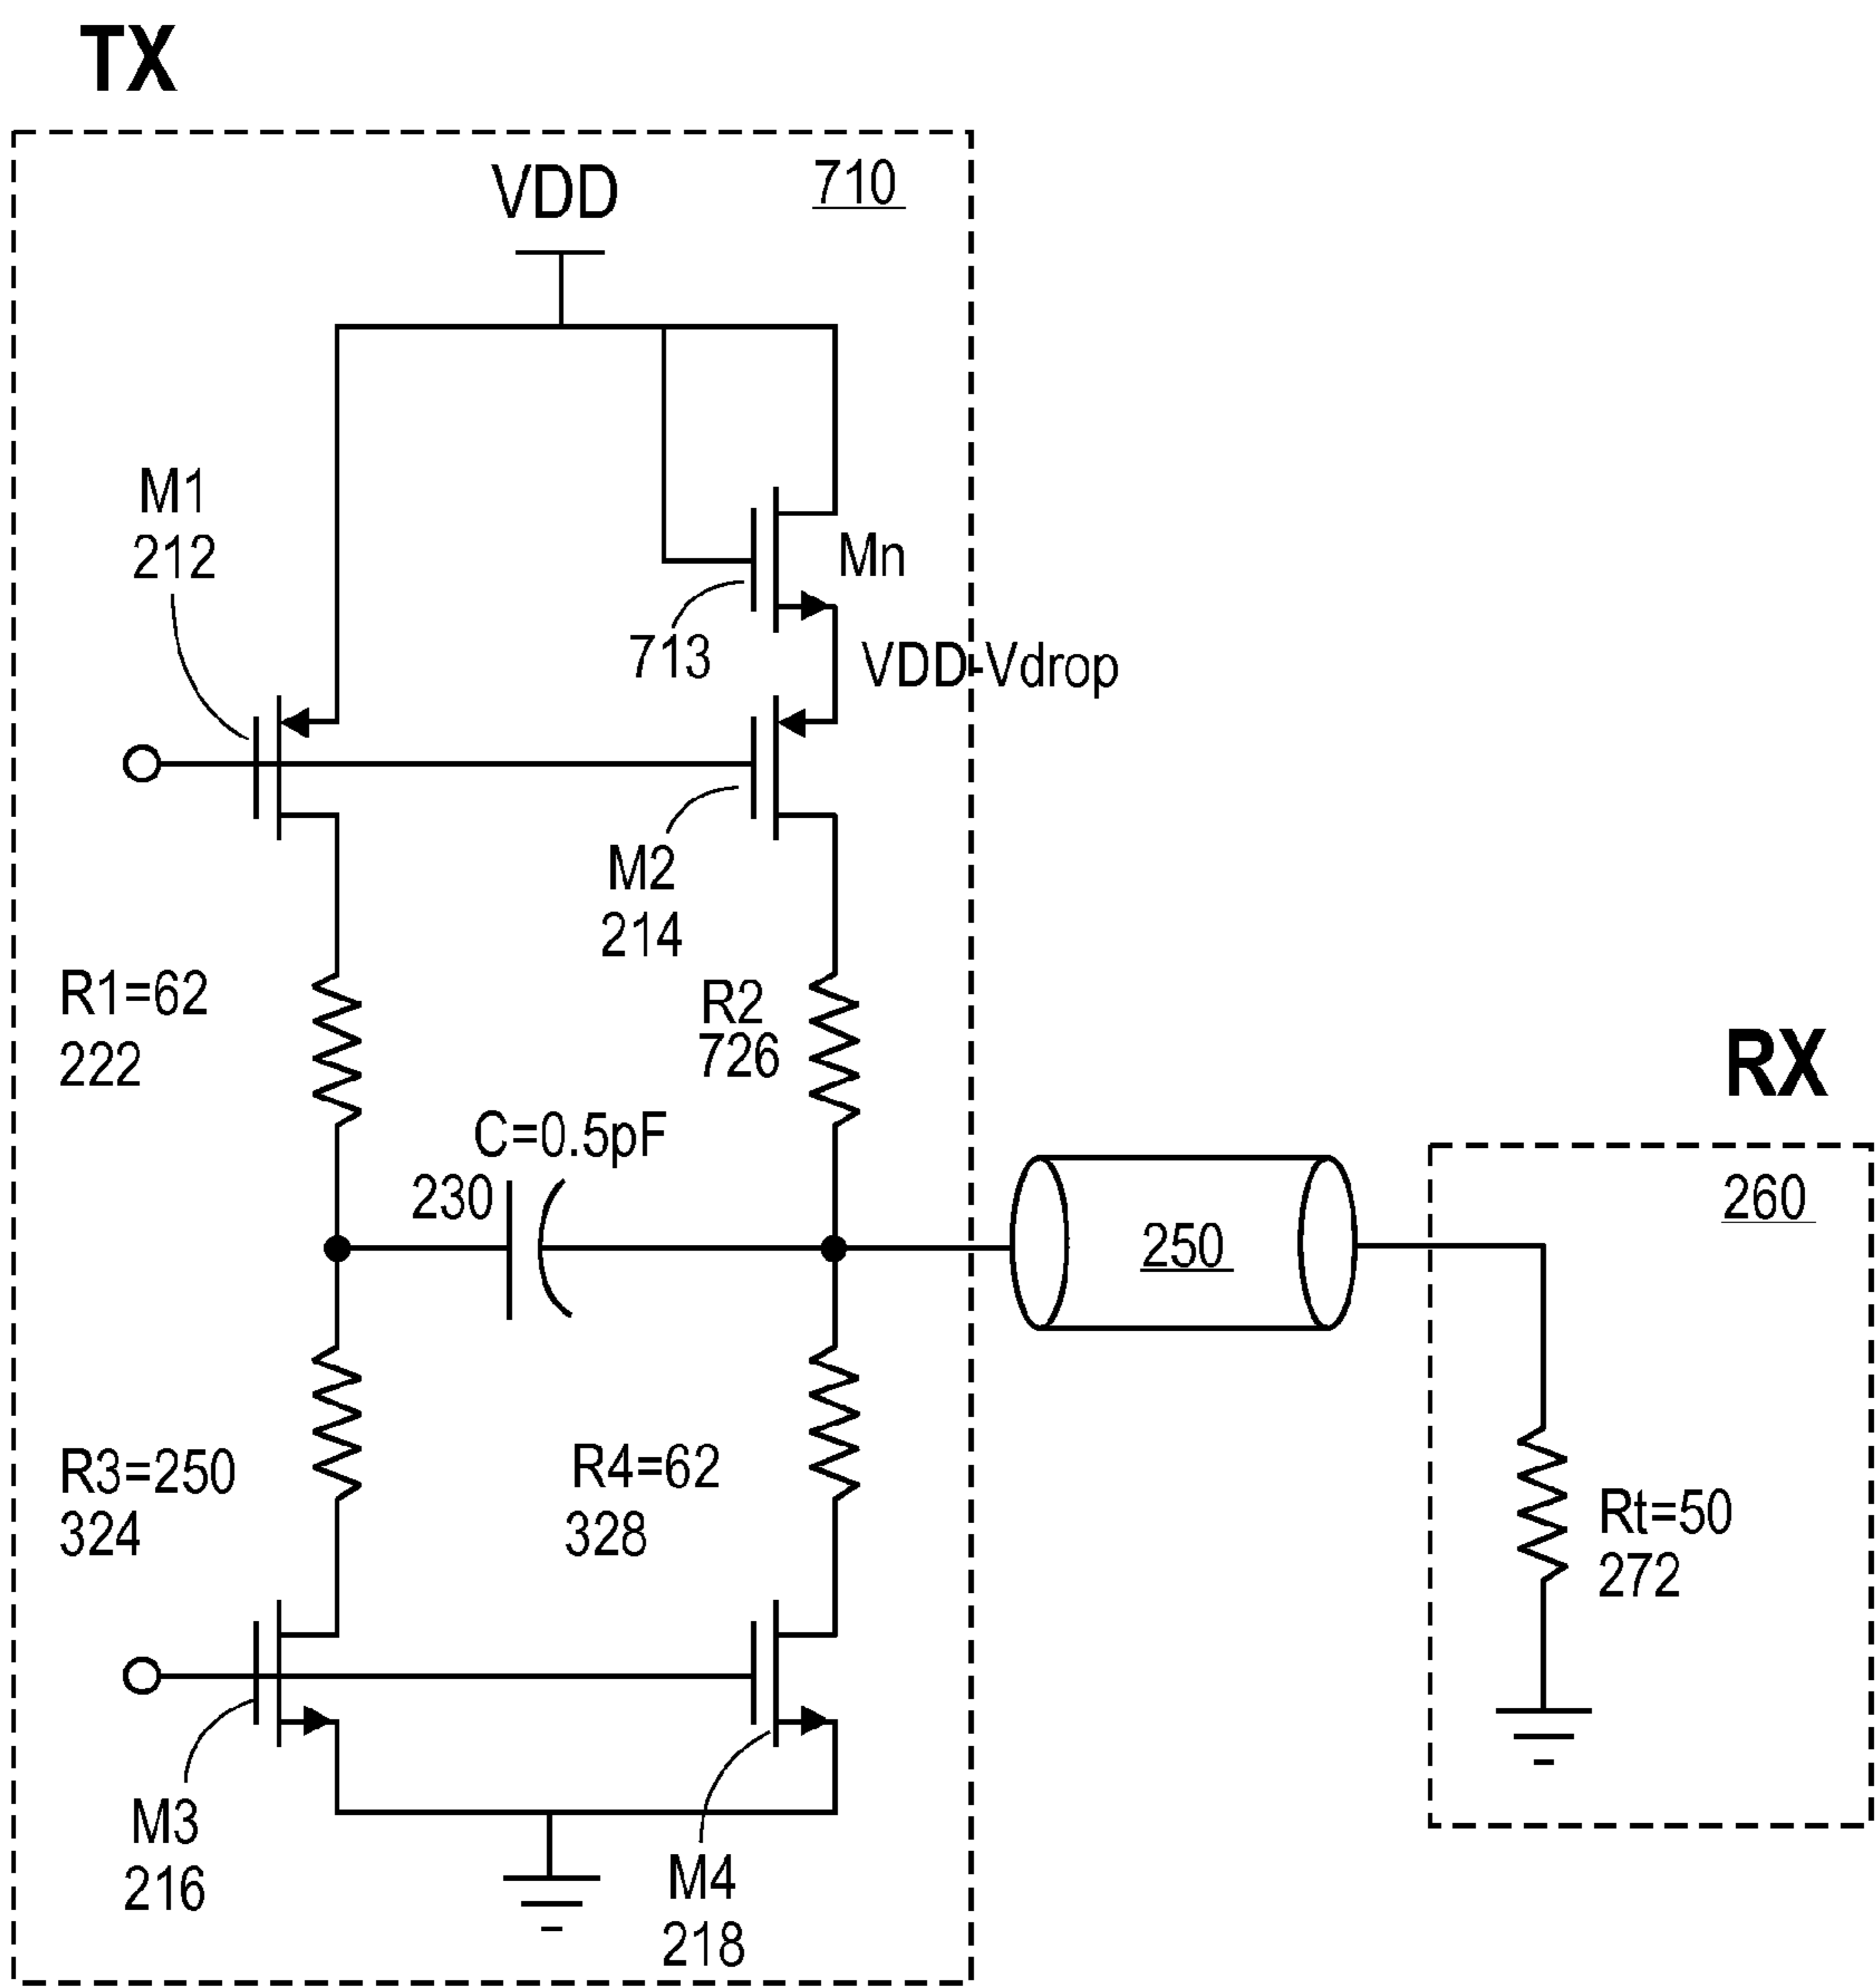 TX
710
VDD
M1
212
Mn
713
VDD-Vdrop
M2
214
R1=62
222
R2
726
RX
C=0.5pF
230
250
260
R3=250
324
R4=62
328
Rt=50
272
M3
216
M4
218